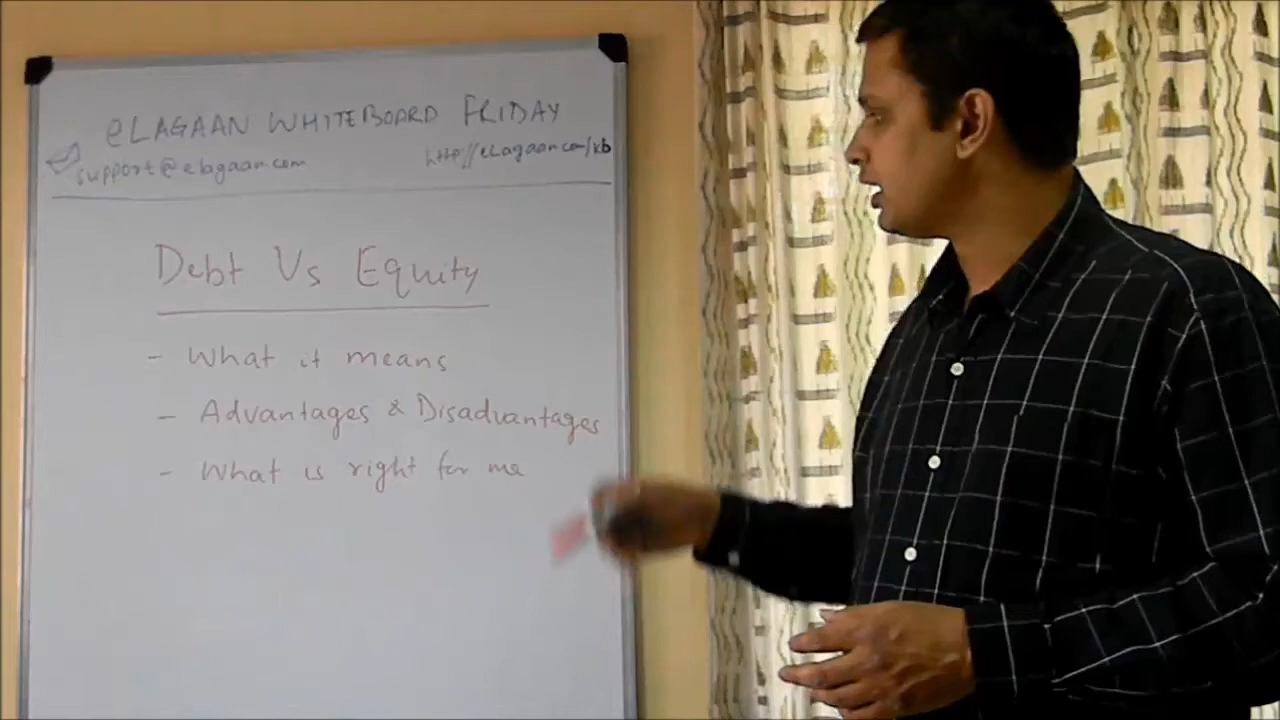 eLAGAAN WHITEBOARD FRIDAY
support@elagaan.com http://elagaan.com/kb
Debt Vs Equity
- What it means
- Advantages & Disadvantages
- What is right for me